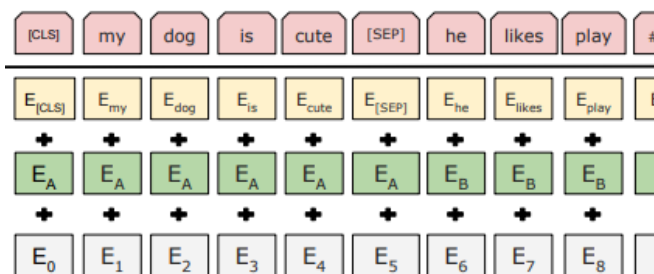 [CLS] my dog is cute [SEP] he likes play #
E[CLS] Emy Edog Eis Ecute E[SEP] Ehe Elikes Eplay E
+ + + + + + + + +
EA EA EA EA EA EA EB EB EB
+ + + + + + + + +
E0 E1 E2 E3 E4 E5 E6 E7 E8